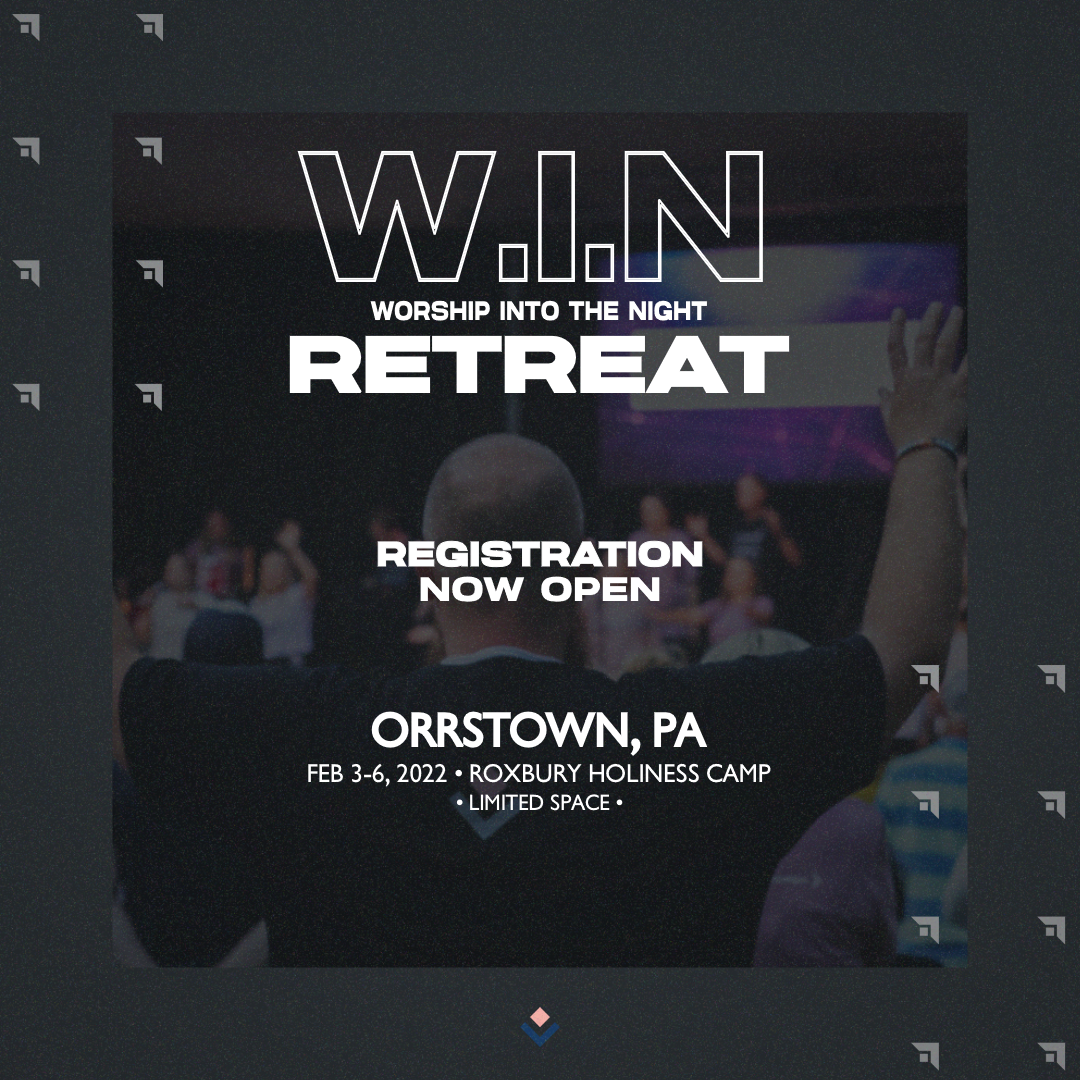 W.I.N
WORSHIP INTO THE NIGHT
RETREAT
REGISTRATION
NOW OPEN
ORRSTOWN, PA
FEB 3-6, 2022 • ROXBURY HOLINESS CAMP
• LIMITED SPACE •